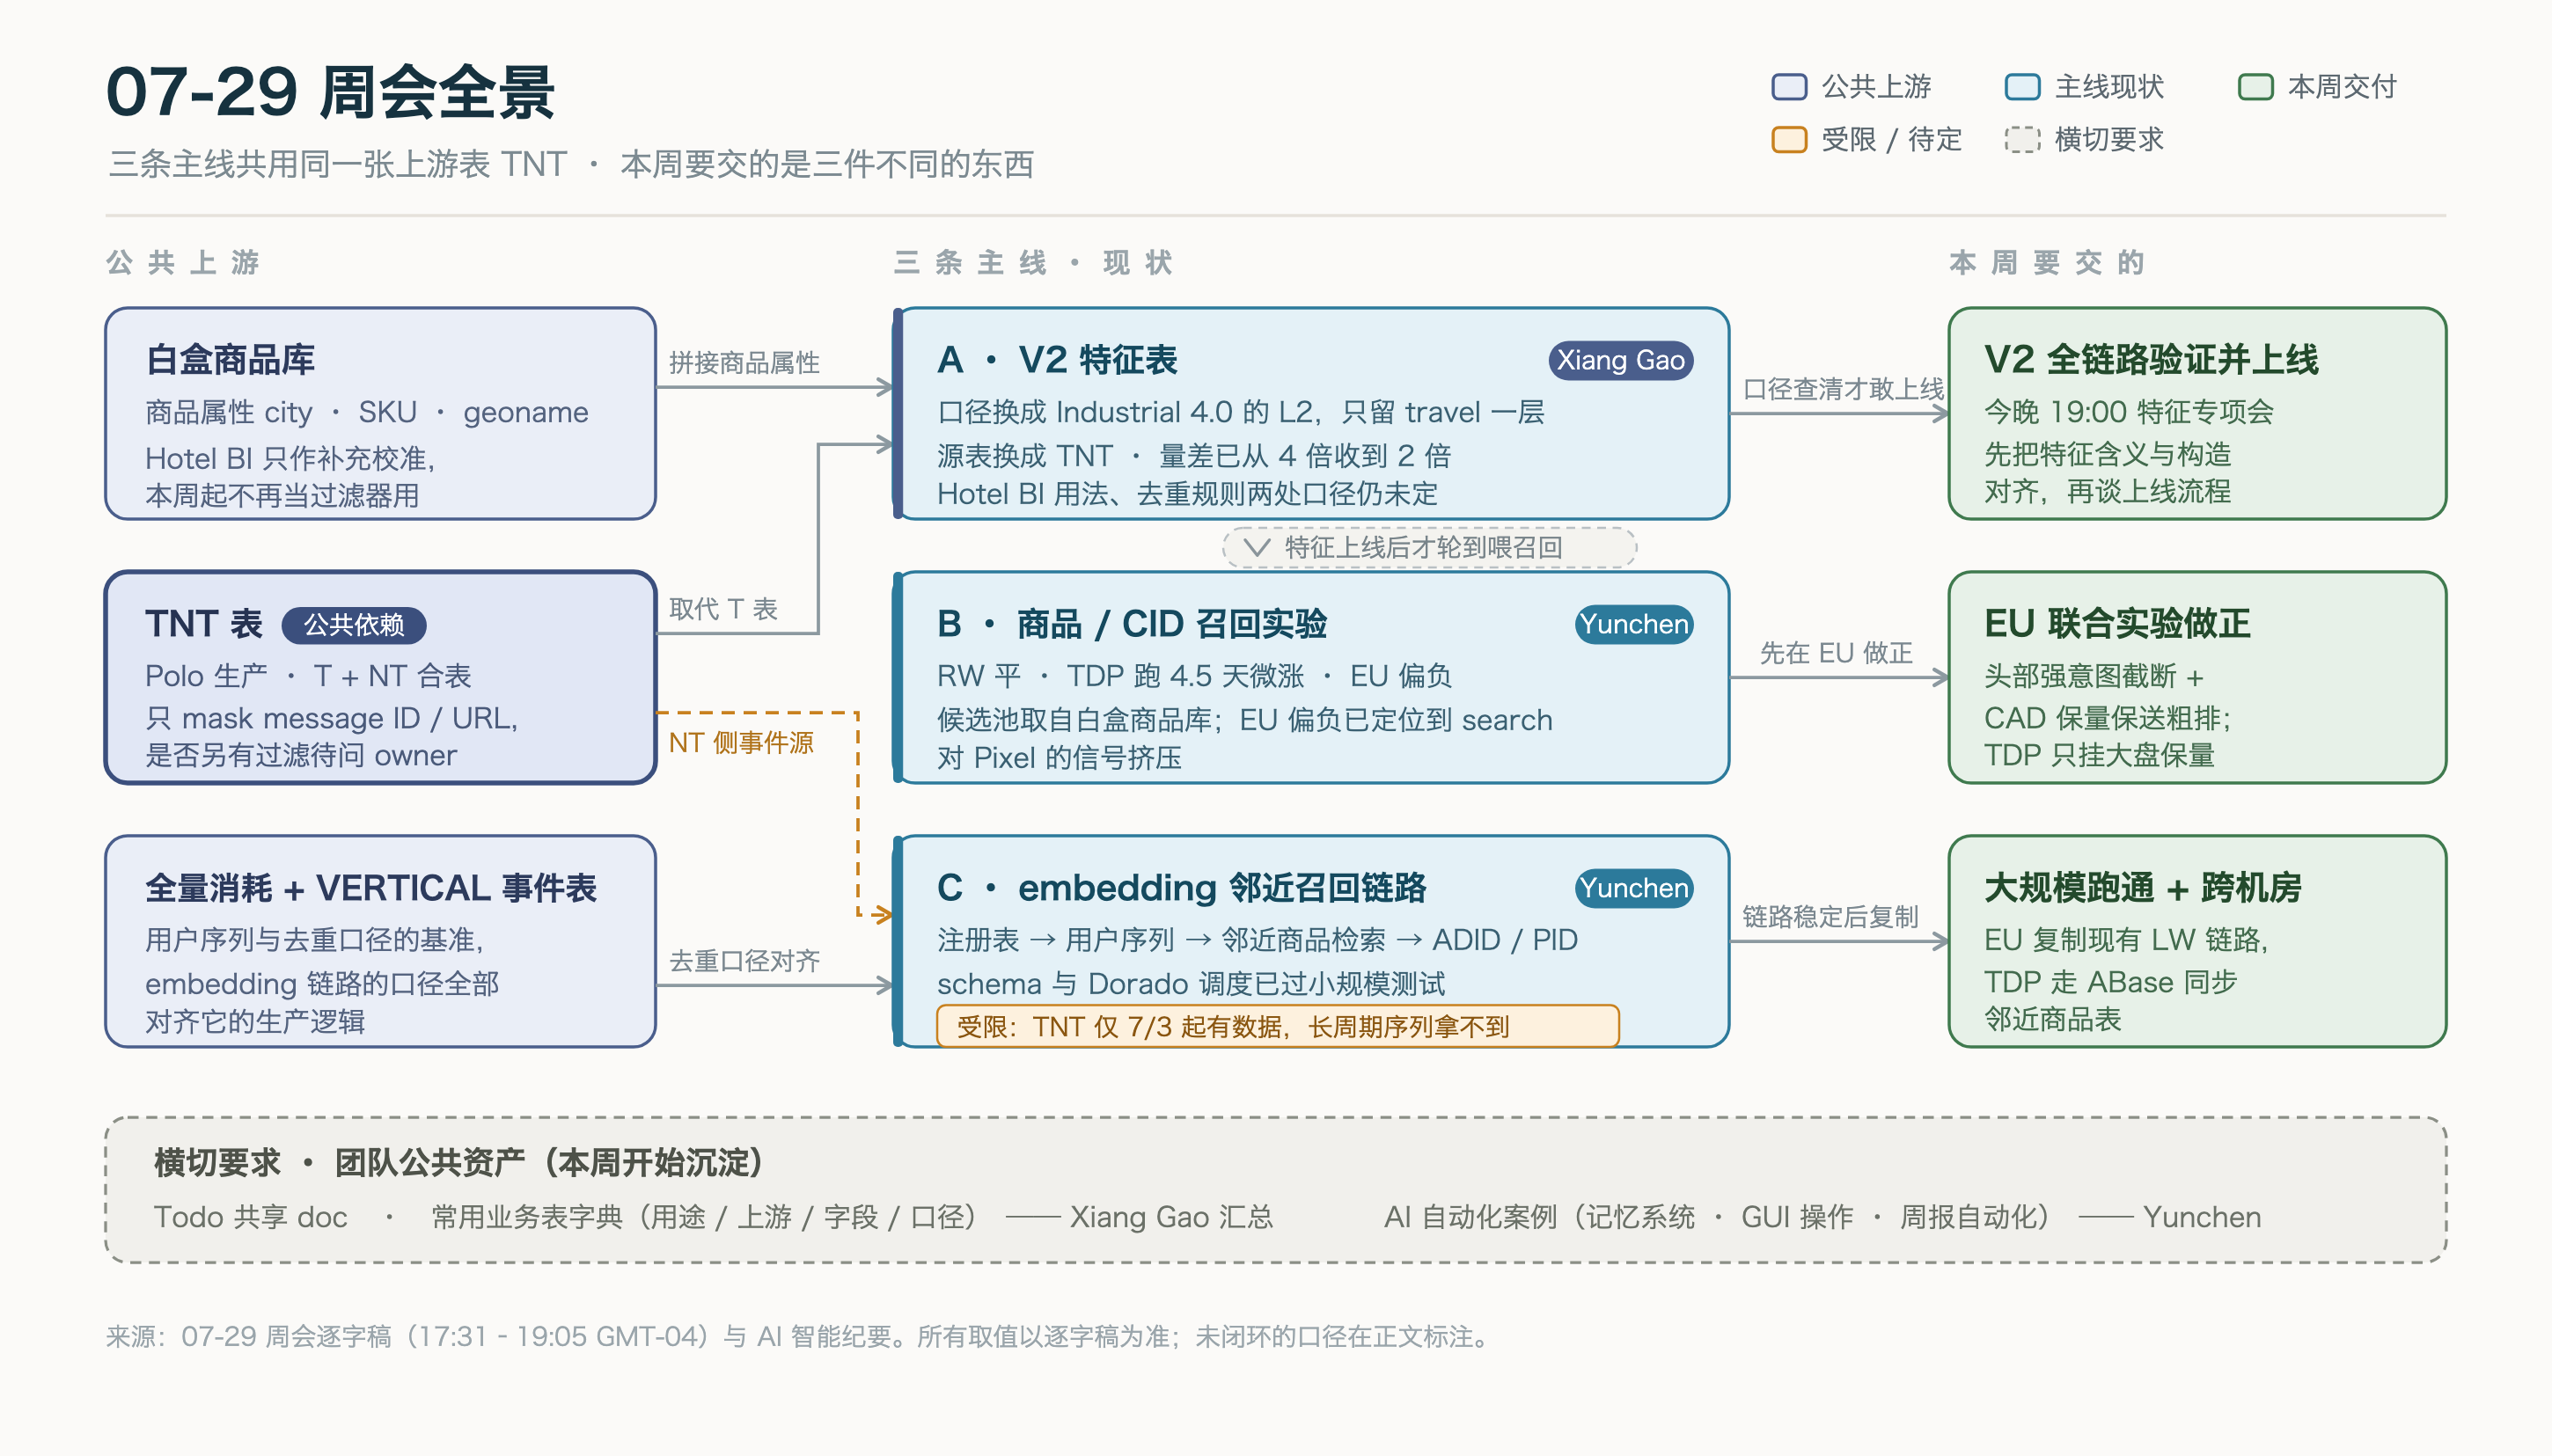 07-29 周会全景
三条主线共用同一张上游表 TNT · 本周要交的是三件不同的东西
公共上游
主线现状
本周交付
受限 / 待定
横切要求
公共上游
三条主线 · 现状
本周要交的
白盒商品库
商品属性 city · SKU · geoname
Hotel BI 只作补充校准,
本周起不再当过滤器用
拼接商品属性
A · V2 特征表
Xiang Gao
口径换成 Industrial 4.0 的 L2，只留 travel 一层
源表换成 TNT · 量差已从 4 倍收到 2 倍
Hotel BI 用法、去重规则两处口径仍未定
口径查清才敢上线
V2 全链路验证并上线
今晚 19:00 特征专项会
先把特征含义与构造
对齐，再谈上线流程
特征上线后才轮到喂召回
TNT 表
公共依赖
Polo 生产 · T + NT 合表
只 mask message ID / URL,
是否另有过滤待问 owner
取代 T 表
NT 侧事件源
B · 商品 / CID 召回实验
Yunchen
RW 平 · TDP 跑 4.5 天微涨 · EU 偏负
候选池取自白盒商品库；EU 偏负已定位到 search
对 Pixel 的信号挤压
先在 EU 做正
EU 联合实验做正
头部强意图截断 +
CAD 保量保送粗排；
TDP 只挂大盘保量
全量消耗 + VERTICAL 事件表
用户序列与去重口径的基准,
embedding 链路的口径全部
对齐它的生产逻辑
去重口径对齐
C · embedding 邻近召回链路
Yunchen
注册表 → 用户序列 → 邻近商品检索 → ADID / PID
schema 与 Dorado 调度已过小规模测试
受限：TNT 仅 7/3 起有数据，长周期序列拿不到
链路稳定后复制
大规模跑通 + 跨机房
EU 复制现有 LW 链路,
TDP 走 ABase 同步
邻近商品表
横切要求 · 团队公共资产（本周开始沉淀）
Todo 共享 doc · 常用业务表字典（用途 / 上游 / 字段 / 口径） —— Xiang Gao 汇总
AI 自动化案例（记忆系统 · GUI 操作 · 周报自动化） —— Yunchen
来源：07-29 周会逐字稿（17:31 - 19:05 GMT-04）与 AI 智能纪要。所有取值以逐字稿为准；未闭环的口径在正文标注。